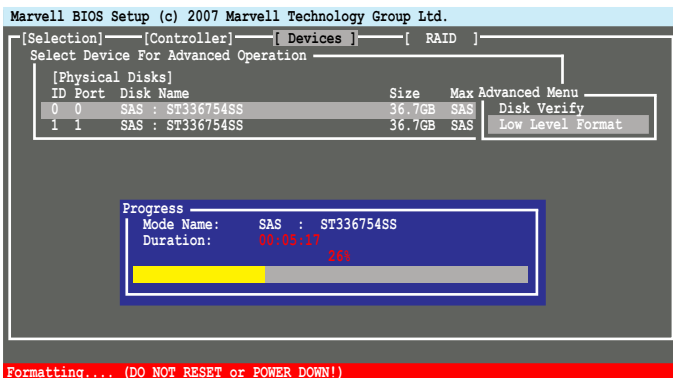 Marvell BIOS Setup (c) 2007 Marvell Technology Group Ltd.
[Selection] [Controller] [ Devices ] [ RAID ]
Select Device For Advanced Operation
[Physical Disks]
ID Port Disk Name Size Max Advanced Menu
0 0 SAS : ST336754SS 36.7GB SAS Disk Verify
1 1 SAS : ST336754SS 36.7GB SAS Low Level Format
Progress
Mode Name: SAS : ST336754SS
Duration: 00:05:17
26%
Formatting.... (DO NOT RESET or POWER DOWN!)